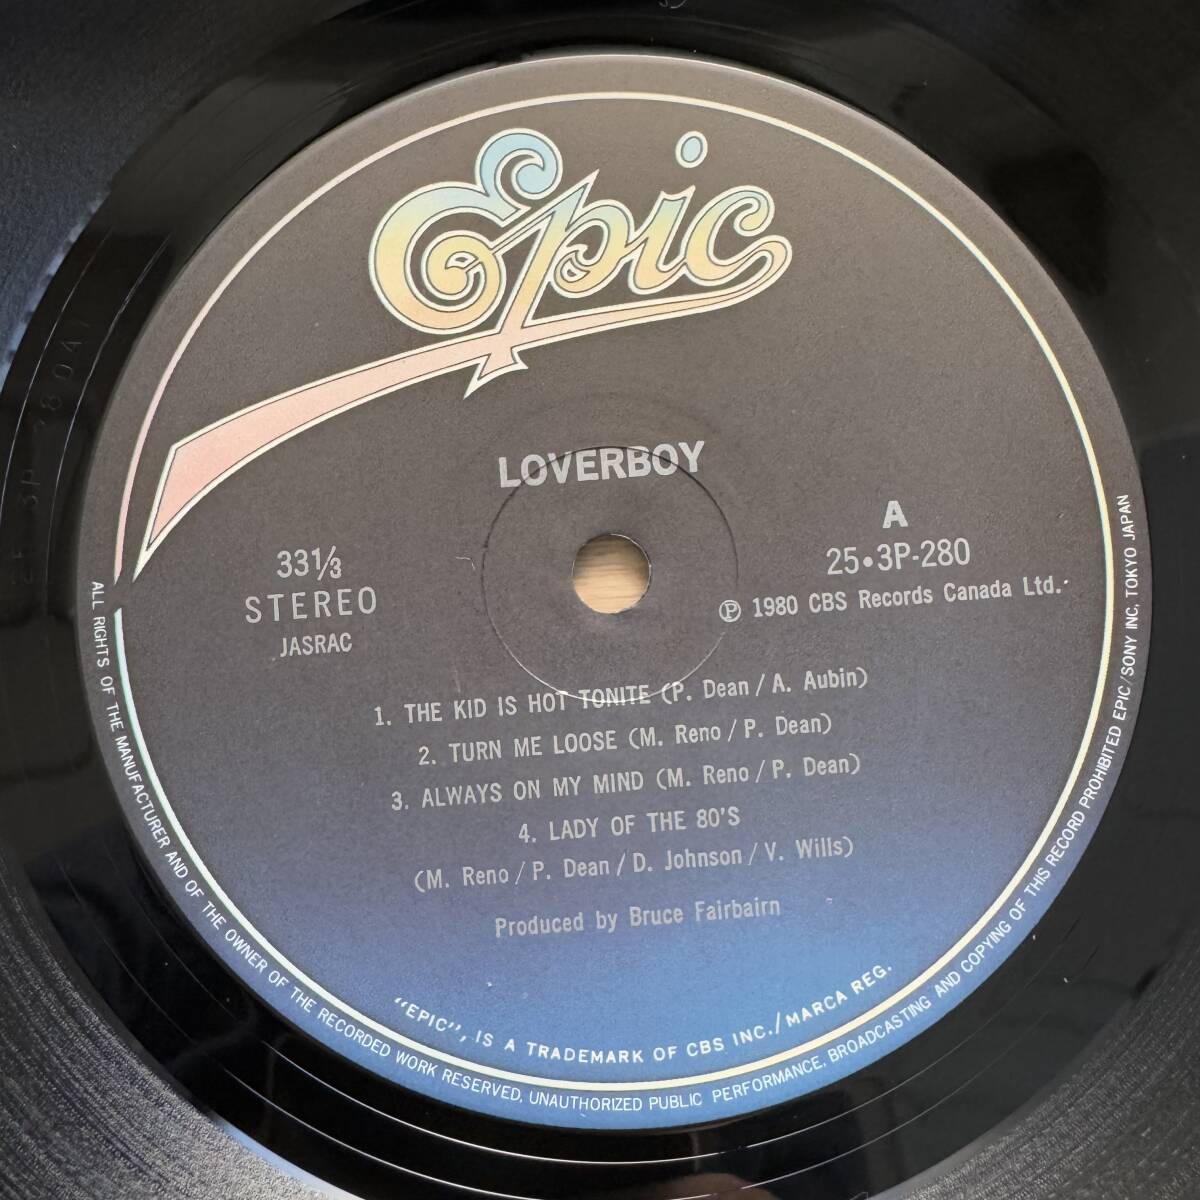 Epic
LOVERBOY
33⅓
STEREO
JASRAC
A
25•3P-280
Ⓟ 1980 CBS Records Canada Ltd.
1. THE KID IS HOT TONITE (P. Dean / A. Aubin)
2. TURN ME LOOSE (M. Reno / P. Dean)
3. ALWAYS ON MY MIND (M. Reno / P. Dean)
4. LADY OF THE 80'S
(M. Reno / P. Dean / D. Johnson / V. Wills)
Produced by Bruce Fairbairn
"EPIC", IS A TRADEMARK OF CBS INC./MARCA REG.
ALL RIGHTS OF THE MANUFACTURER AND OF THE OWNER OF THE RECORDED WORK RESERVED, UNAUTHORIZED PUBLIC PERFORMANCE, BROADCASTING AND COPYING OF THIS RECORD PROHIBITED EPIC/SONY INC, TOKYO JAPAN